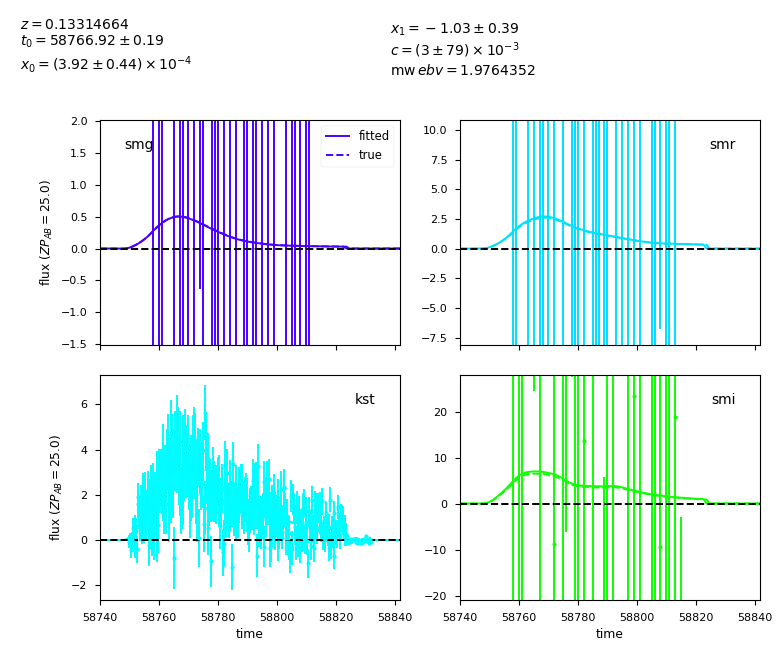 z = 0.13314664
t₀ = 58766.92 ± 0.19
x₀ = (3.92 ± 0.44) × 10⁻⁴
x₁ = −1.03 ± 0.39
c = (3 ± 79) × 10⁻³
mw ebv = 1.9764352
smg
fitted
true
flux (ZP_AB = 25.0)
2.0
1.5
1.0
0.5
0.0
−0.5
−1.0
−1.5
smr
10.0
7.5
5.0
2.5
0.0
−2.5
−5.0
−7.5
kst
flux (ZP_AB = 25.0)
6
4
2
0
−2
58740 58760 58780 58800 58820 58840
time
smi
20
10
0
−10
−20
58740 58760 58780 58800 58820 58840
time